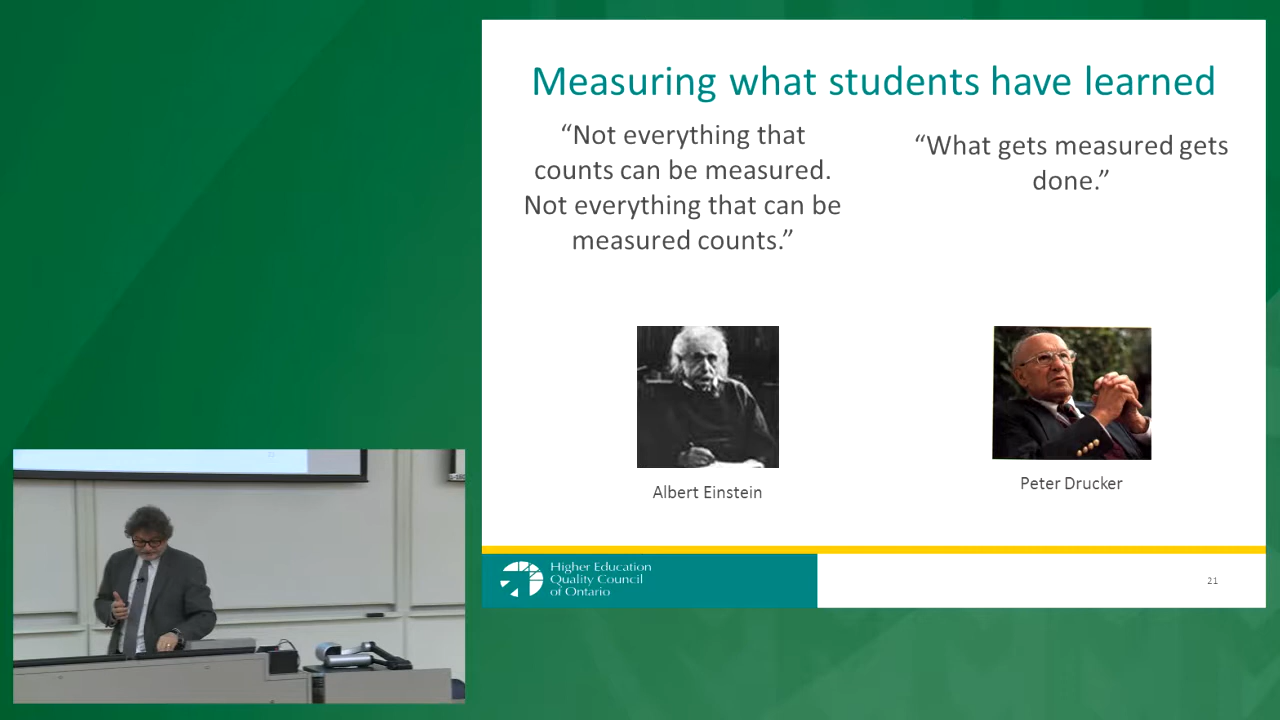 Measuring what students have learned
“Not everything that
counts can be measured.
Not everything that can be
measured counts.”
“What gets measured gets
done.”
Albert Einstein
Peter Drucker
Higher Education
Quality Council
of Ontario
21